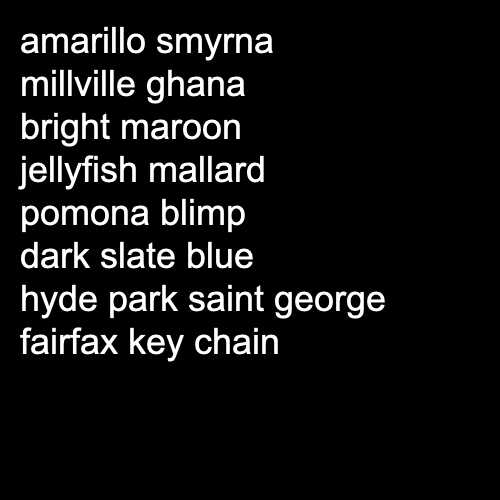 amarillo smyrna
millville ghana
bright maroon
jellyfish mallard
pomona blimp
dark slate blue
hyde park saint george
fairfax key chain